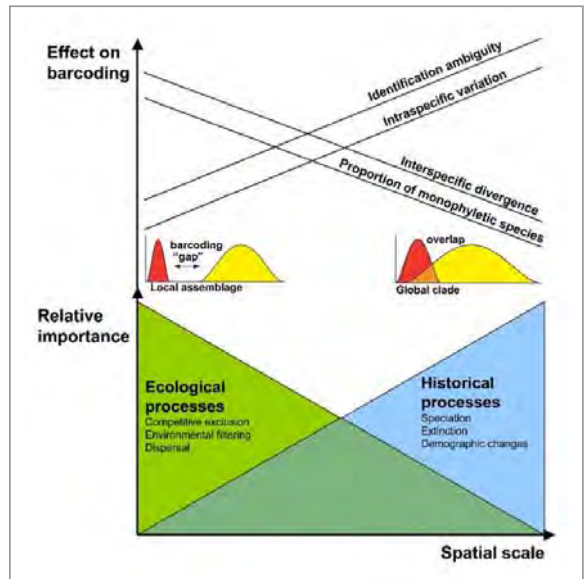 Effect on
barcoding
Identification ambiguity
Intraspecific variation
Interspecific divergence
Proportion of monophyletic species
barcoding
"gap"
Local assemblage
overlap
Global clade
Relative
importance
Ecological
processes
Competitive exclusion
Environmental filtering
Dispersal
Historical
processes
Speciation
Extinction
Demographic changes
Spatial scale